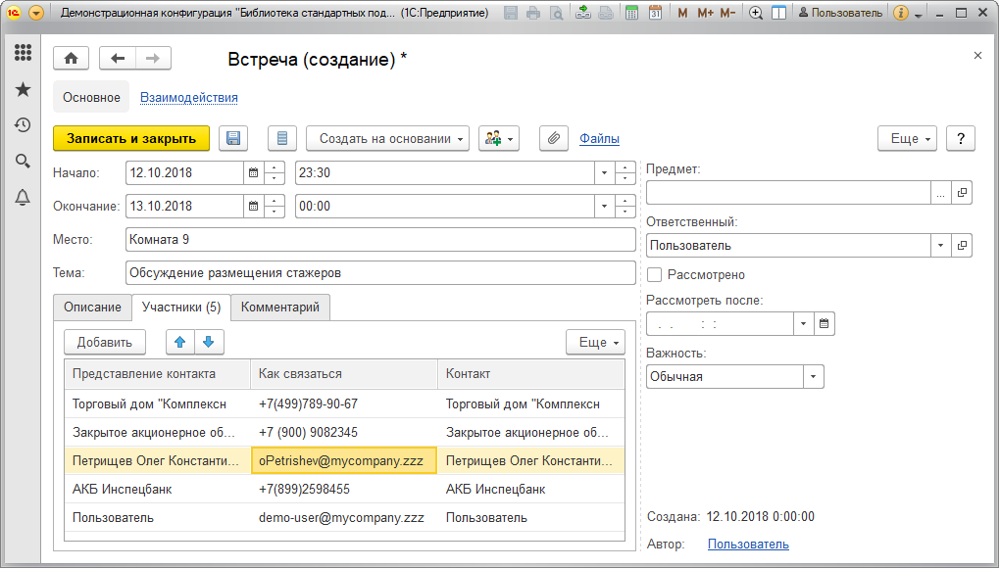 Демонстрационная конфигурация "Библиотека стандартных под... (1С:Предприятие)
M M+ M- Пользователь
Встреча (создание) *
Основное Взаимодействия
Записать и закрыть Создать на основании Файлы Еще ?
Начало: 12.10.2018 23:30
Окончание: 13.10.2018 00:00
Место: Комната 9
Тема: Обсуждение размещения стажеров
Предмет:
...
Ответственный:
Пользователь
Рассмотрено
Рассмотреть после:
. . : :
Важность:
Обычная
Описание Участники (5) Комментарий
Добавить Еще
Представление контакта Как связаться Контакт
Торговый дом "Комплексн +7(499)789-90-67 Торговый дом "Комплексн
Закрытое акционерное об... +7 (900) 9082345 Закрытое акционерное об...
Петрищев Олег Константи... oPetrishev@mycompany.zzz Петрищев Олег Константи...
АКБ Инспецбанк +7(899)2598455 АКБ Инспецбанк
Пользователь demo-user@mycompany.zzz Пользователь
Создана: 12.10.2018 0:00:00
Автор: Пользователь